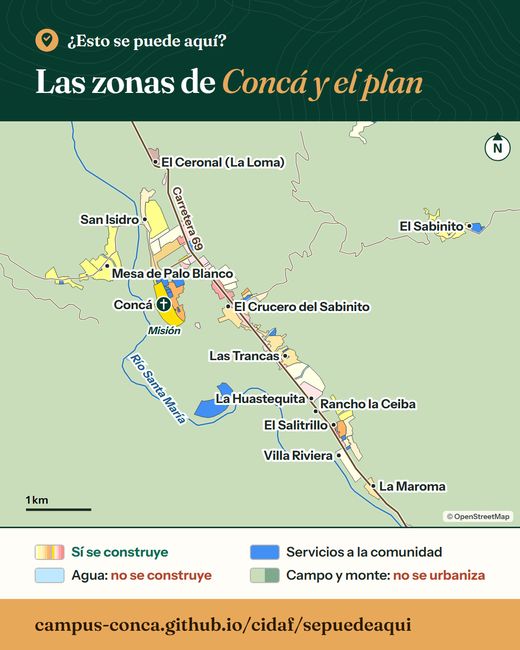 ¿Esto se puede aquí?
Las zonas de Concá y el plan
N
El Ceronal (La Loma)
Carretera 69
San Isidro
El Sabinito
Mesa de Palo Blanco
Concá
El Crucero del Sabinito
Misión
Las Trancas
Río Santa María
La Huastequita
Rancho la Ceiba
El Salitrillo
Villa Riviera
La Maroma
1 km
© OpenStreetMap
Sí se construye
Servicios a la comunidad
Agua: no se construye
Campo y monte: no se urbaniza
campus-conca.github.io/cidaf/sepuedeaqui